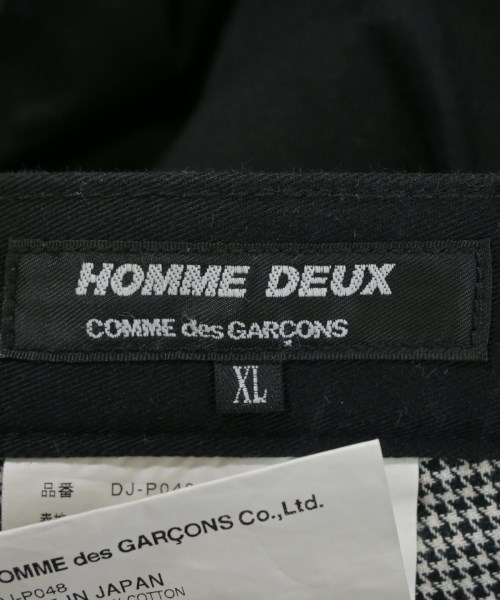 HOMME DEUX
COMME des GARÇONS
XL
品番 DJ-P048
COMME des GARÇONS Co.,Ltd.
DJ-P048
IN JAPAN
COTTON